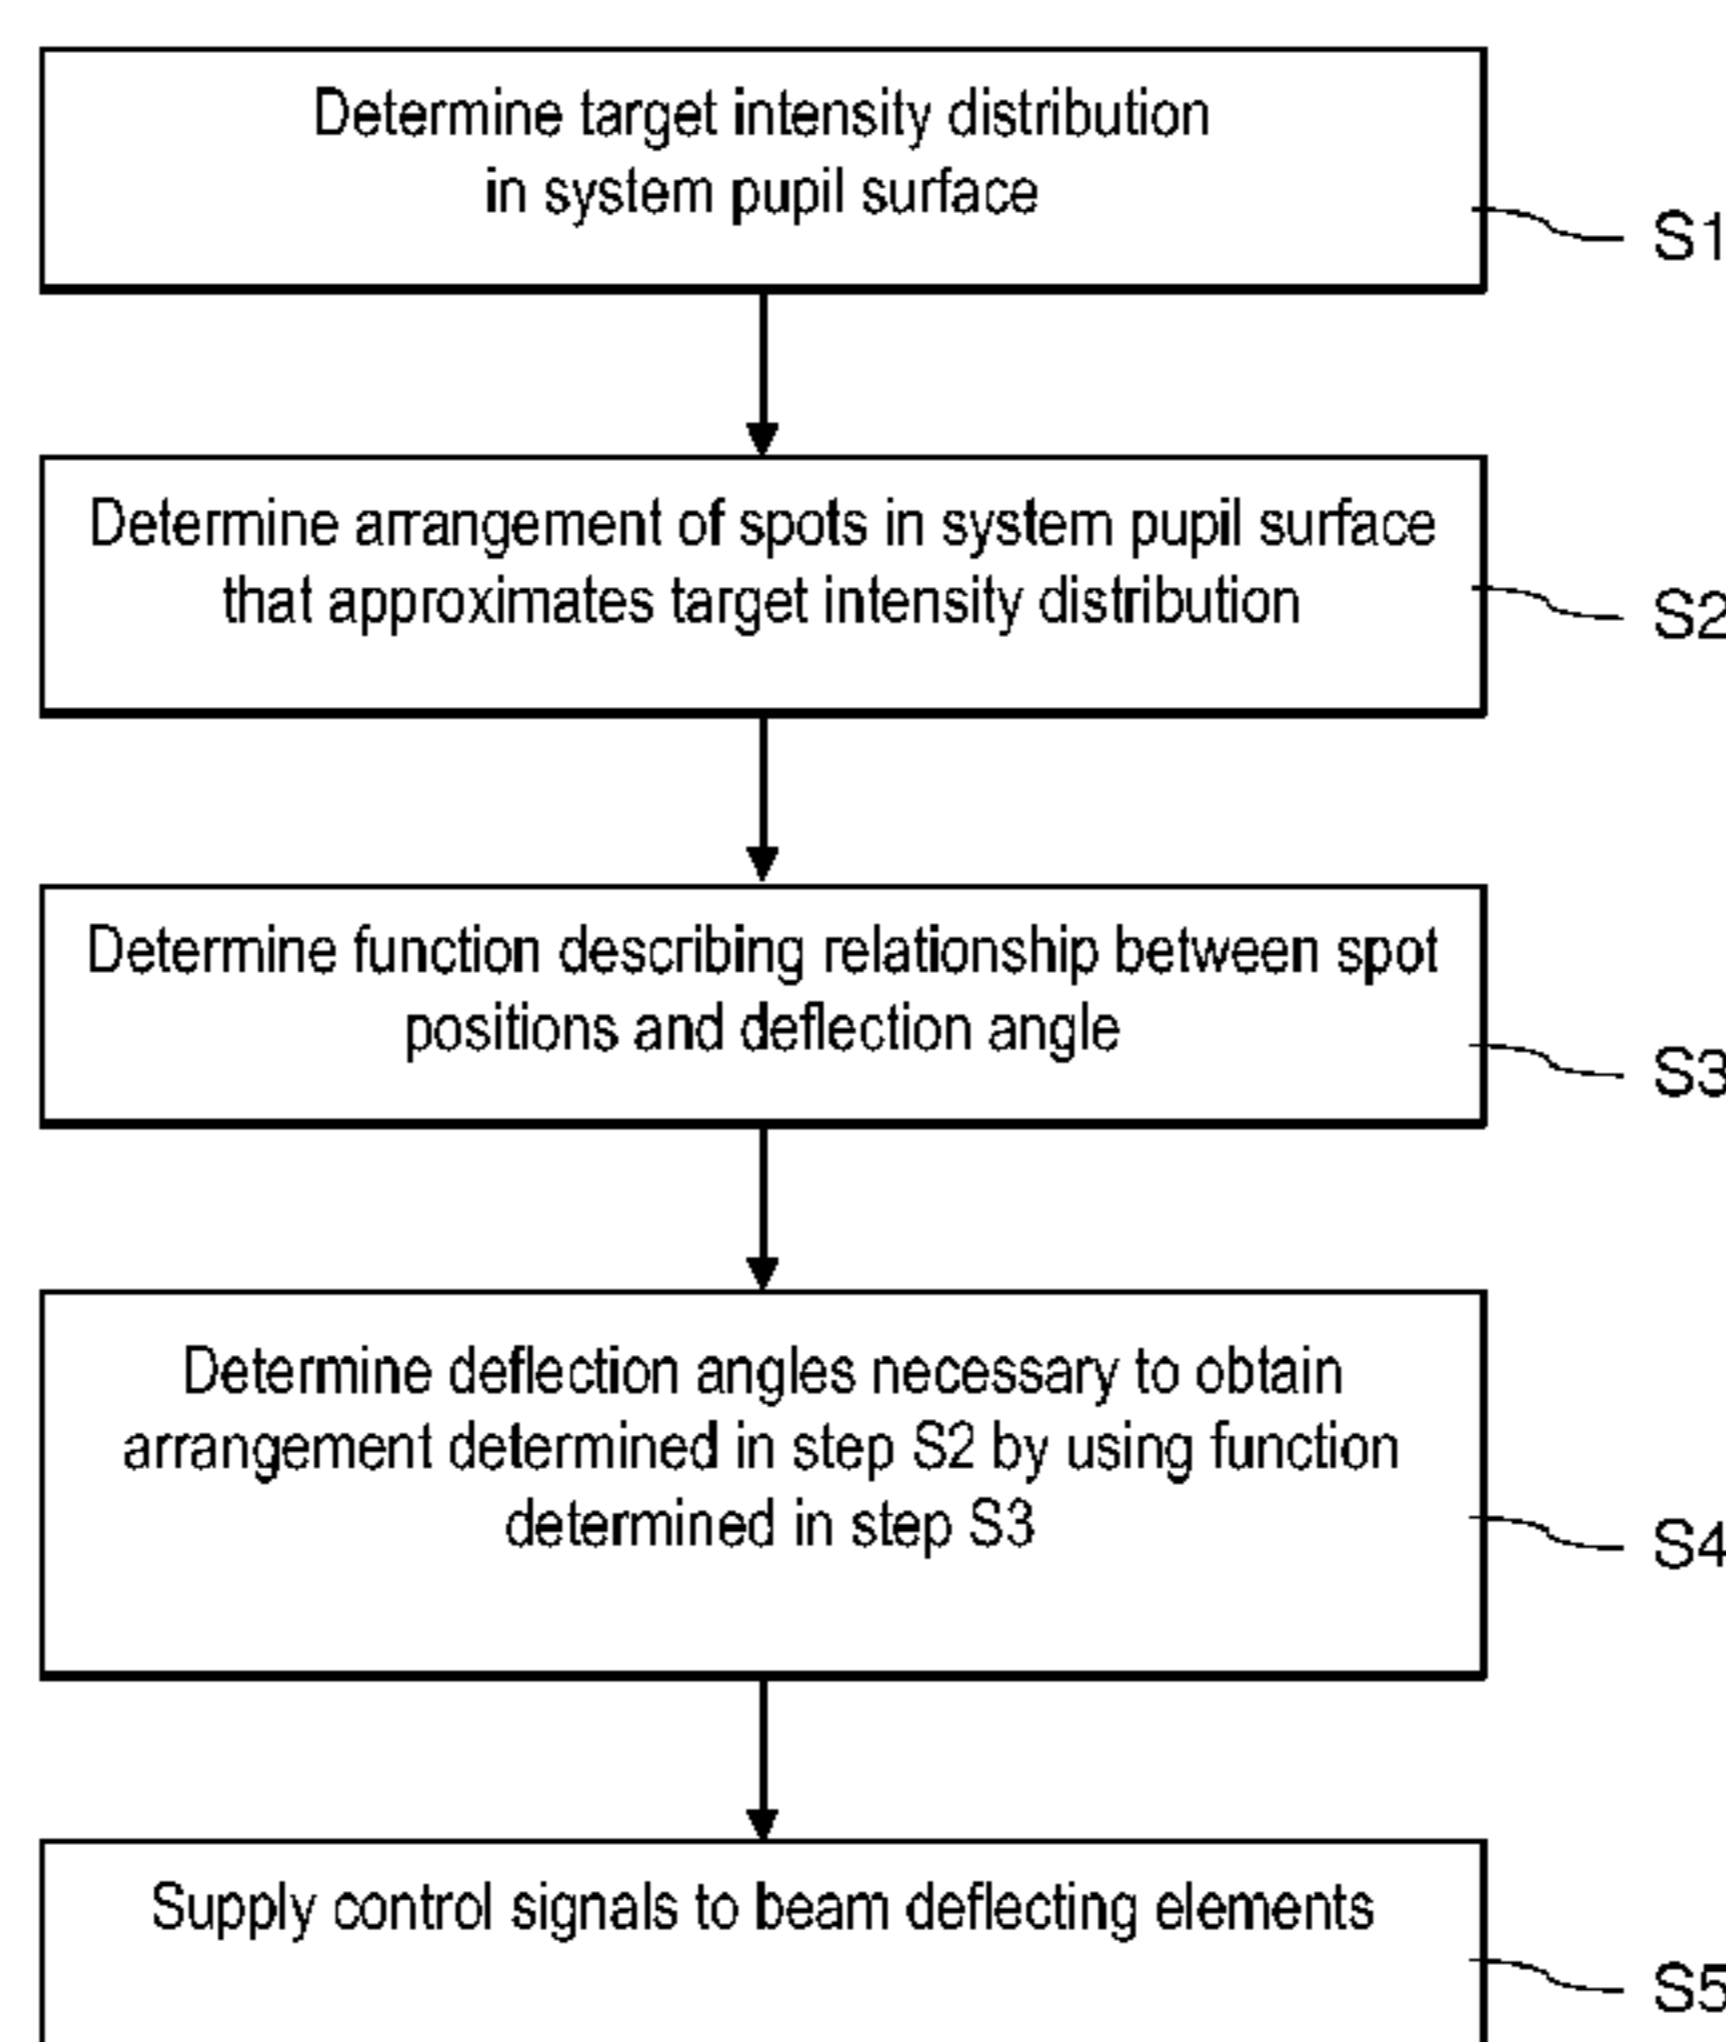 Determine target intensity distribution
in system pupil surface
S1
Determine arrangement of spots in system pupil surface
that approximates target intensity distribution
S2
Determine function describing relationship between spot
positions and deflection angle
S3
Determine deflection angles necessary to obtain
arrangement determined in step S2 by using function
determined in step S3
S4
Supply control signals to beam deflecting elements
S5